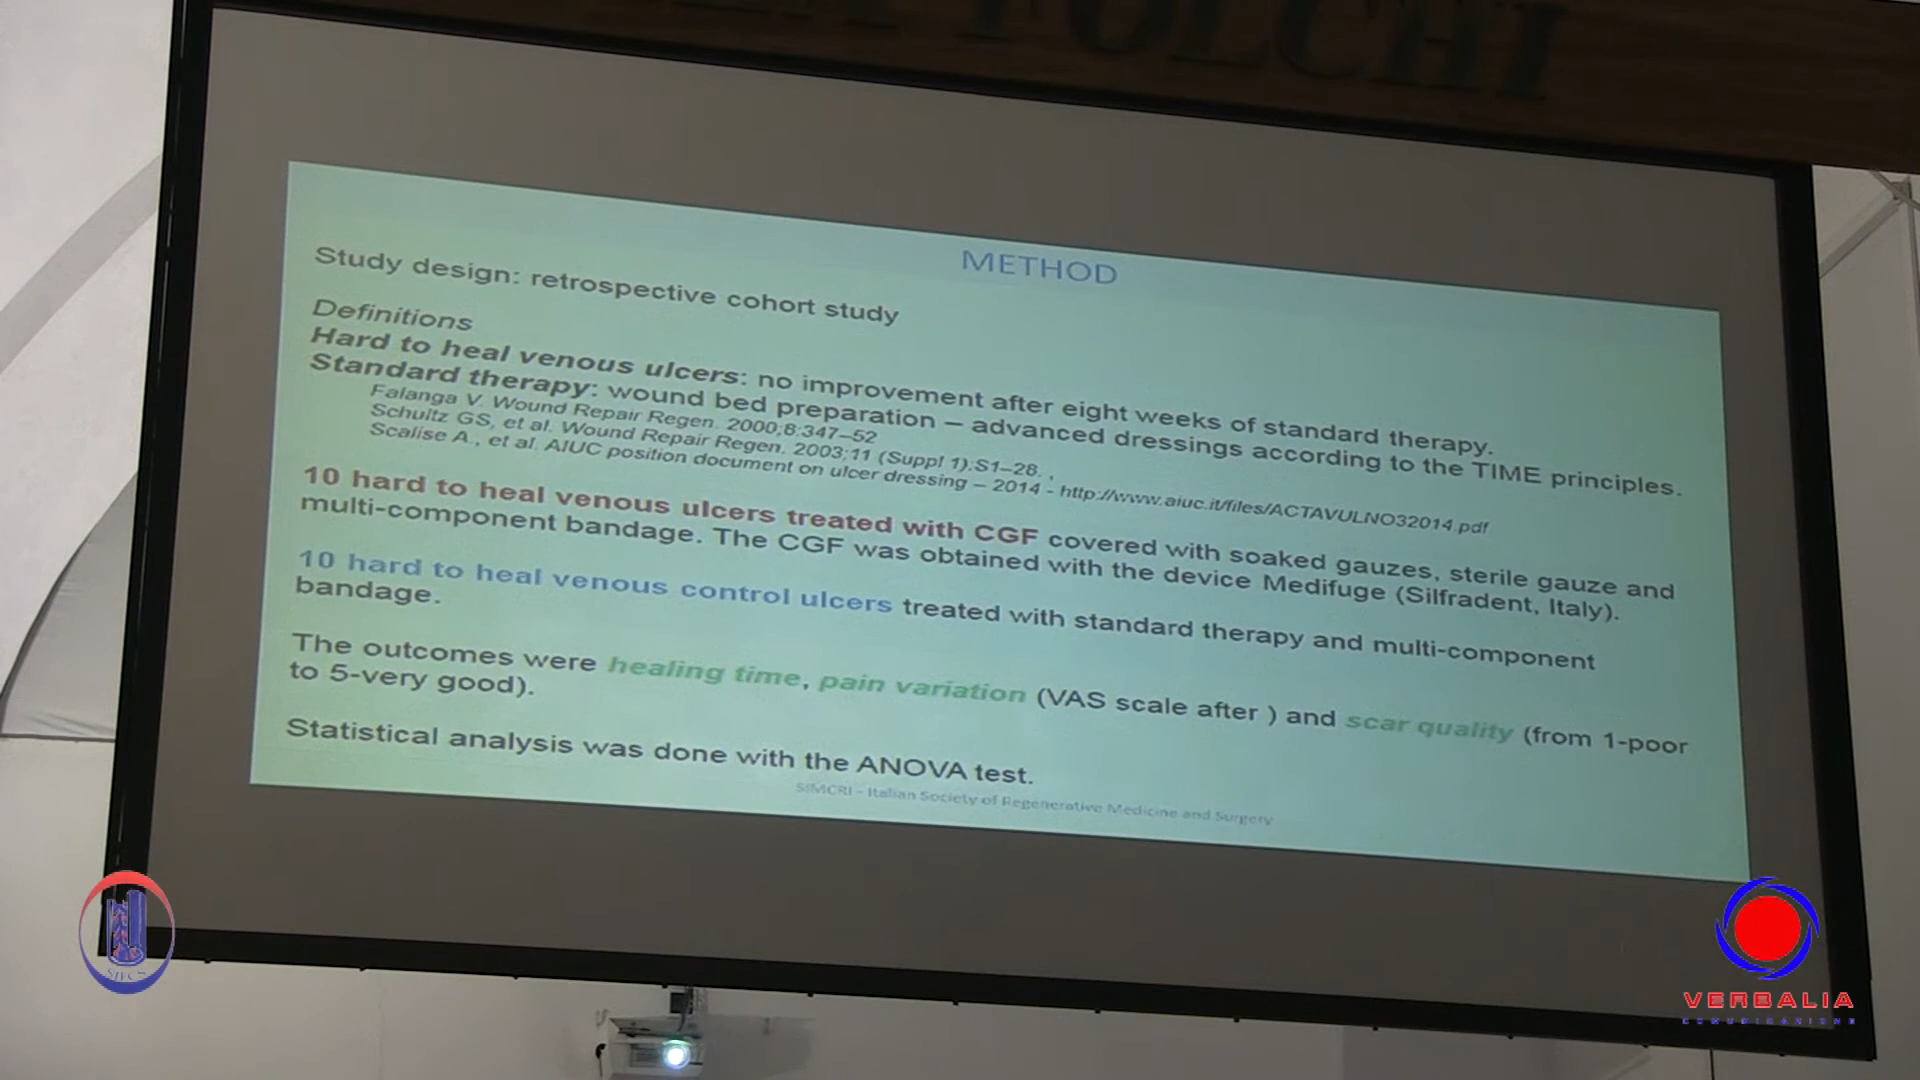 FOLCHI
METHOD
Study design: retrospective cohort study
Definitions
Hard to heal venous ulcers: no improvement after eight weeks of standard therapy.
Standard therapy: wound bed preparation – advanced dressings according to the TIME principles.
Falanga V. Wound Repair Regen. 2000;8:347–52
Schultz GS, et al. Wound Repair Regen. 2003;11 (Suppl 1):S1–28. ,
Scalise A., et al. AIUC position document on ulcer dressing – 2014 - http://www.aiuc.it/files/ACTAVULNO32014.pdf
10 hard to heal venous ulcers treated with CGF covered with soaked gauzes, sterile gauze and
multi-component bandage. The CGF was obtained with the device Medifuge (Silfradent, Italy).
10 hard to heal venous control ulcers treated with standard therapy and multi-component
bandage.
The outcomes were healing time, pain variation (VAS scale after ) and scar quality (from 1-poor
to 5-very good).
Statistical analysis was done with the ANOVA test.
SIMCRI - Italian Society of Regenerative Medicine and Surgery
SIFCS
VERBALIA
COMUNICAZIONE